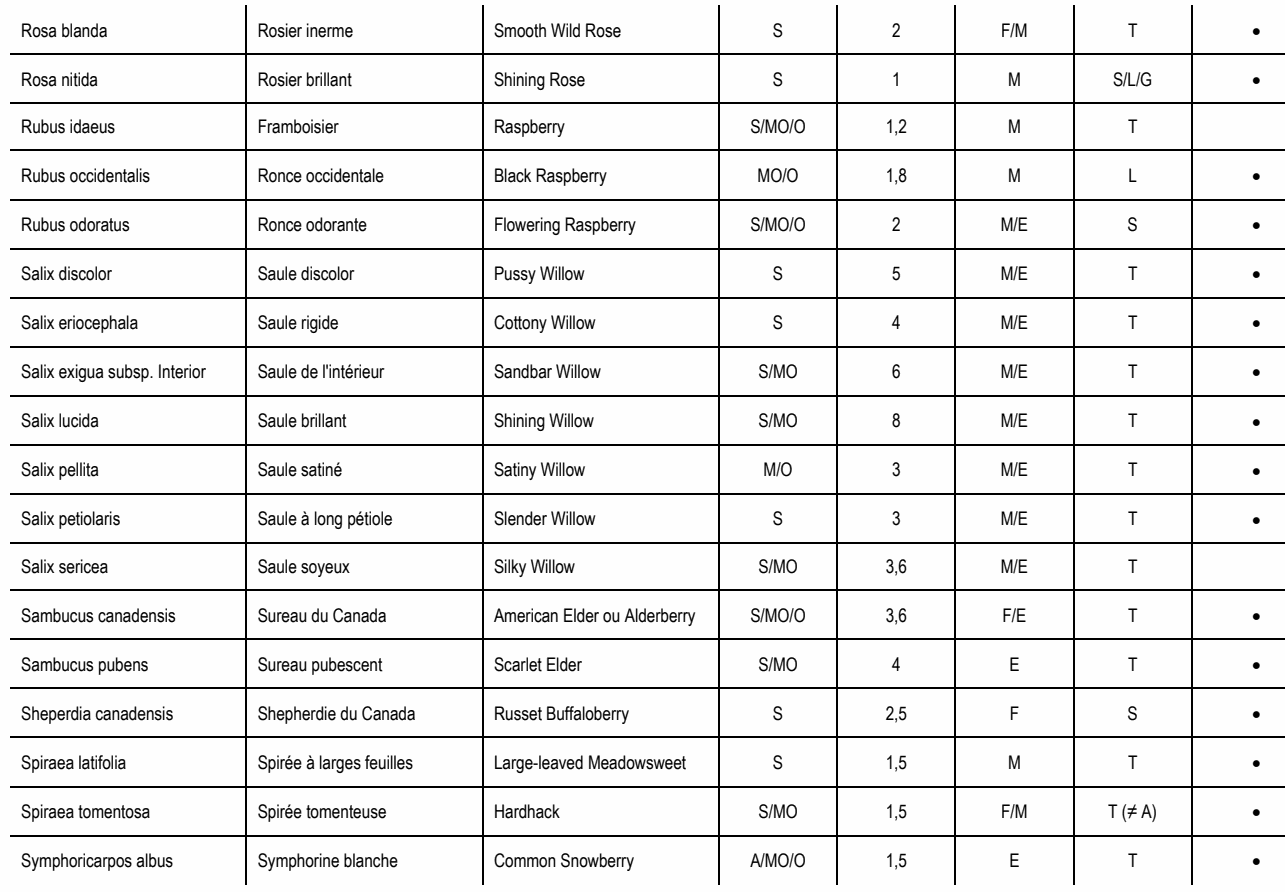 Rosa blanda Rosier inerme Smooth Wild Rose S 2 F/M T •
Rosa nitida Rosier brillant Shining Rose S 1 M S/L/G •
Rubus idaeus Framboisier Raspberry S/MO/O 1,2 M T
Rubus occidentalis Ronce occidentale Black Raspberry MO/O 1,8 M L •
Rubus odoratus Ronce odorante Flowering Raspberry S/MO/O 2 M/E S •
Salix discolor Saule discolor Pussy Willow S 5 M/E T •
Salix eriocephala Saule rigide Cottony Willow S 4 M/E T •
Salix exigua subsp. Interior Saule de l'intérieur Sandbar Willow S/MO 6 M/E T •
Salix lucida Saule brillant Shining Willow S/MO 8 M/E T •
Salix pellita Saule satiné Satiny Willow M/O 3 M/E T •
Salix petiolaris Saule à long pétiole Slender Willow S 3 M/E T •
Salix sericea Saule soyeux Silky Willow S/MO 3,6 M/E T
Sambucus canadensis Sureau du Canada American Elder ou Alderberry S/MO/O 3,6 F/E T •
Sambucus pubens Sureau pubescent Scarlet Elder S/MO 4 E T •
Sheperdia canadensis Shepherdie du Canada Russet Buffaloberry S 2,5 F S •
Spiraea latifolia Spirée à larges feuilles Large-leaved Meadowsweet S 1,5 M T •
Spiraea tomentosa Spirée tomenteuse Hardhack S/MO 1,5 F/M T (≠ A) •
Symphoricarpos albus Symphorine blanche Common Snowberry A/MO/O 1,5 E T •